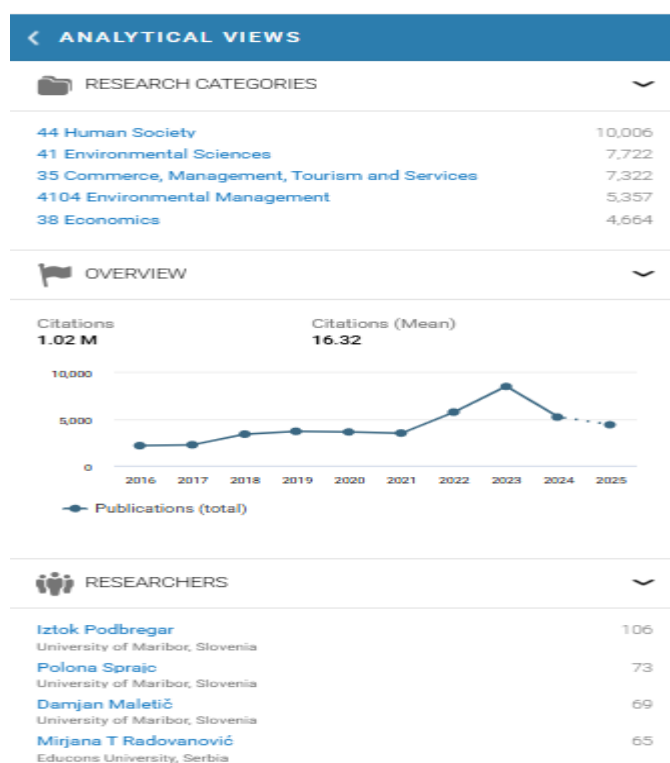 ANALYTICAL VIEWS
RESEARCH CATEGORIES
44 Human Society 10,006
41 Environmental Sciences 7,722
35 Commerce, Management, Tourism and Services 7,322
4104 Environmental Management 5,357
38 Economics 4,664
OVERVIEW
Citations Citations (Mean)
1.02 M 16.32
10,000
5,000
0
2016 2017 2018 2019 2020 2021 2022 2023 2024 2025
Publications (total)
RESEARCHERS
Iztok Podbregar 106
University of Maribor, Slovenia
Polona Sprajc 73
University of Maribor, Slovenia
Damjan Maletič 69
University of Maribor, Slovenia
Mirjana T Radovanović 65
Educons University, Serbia